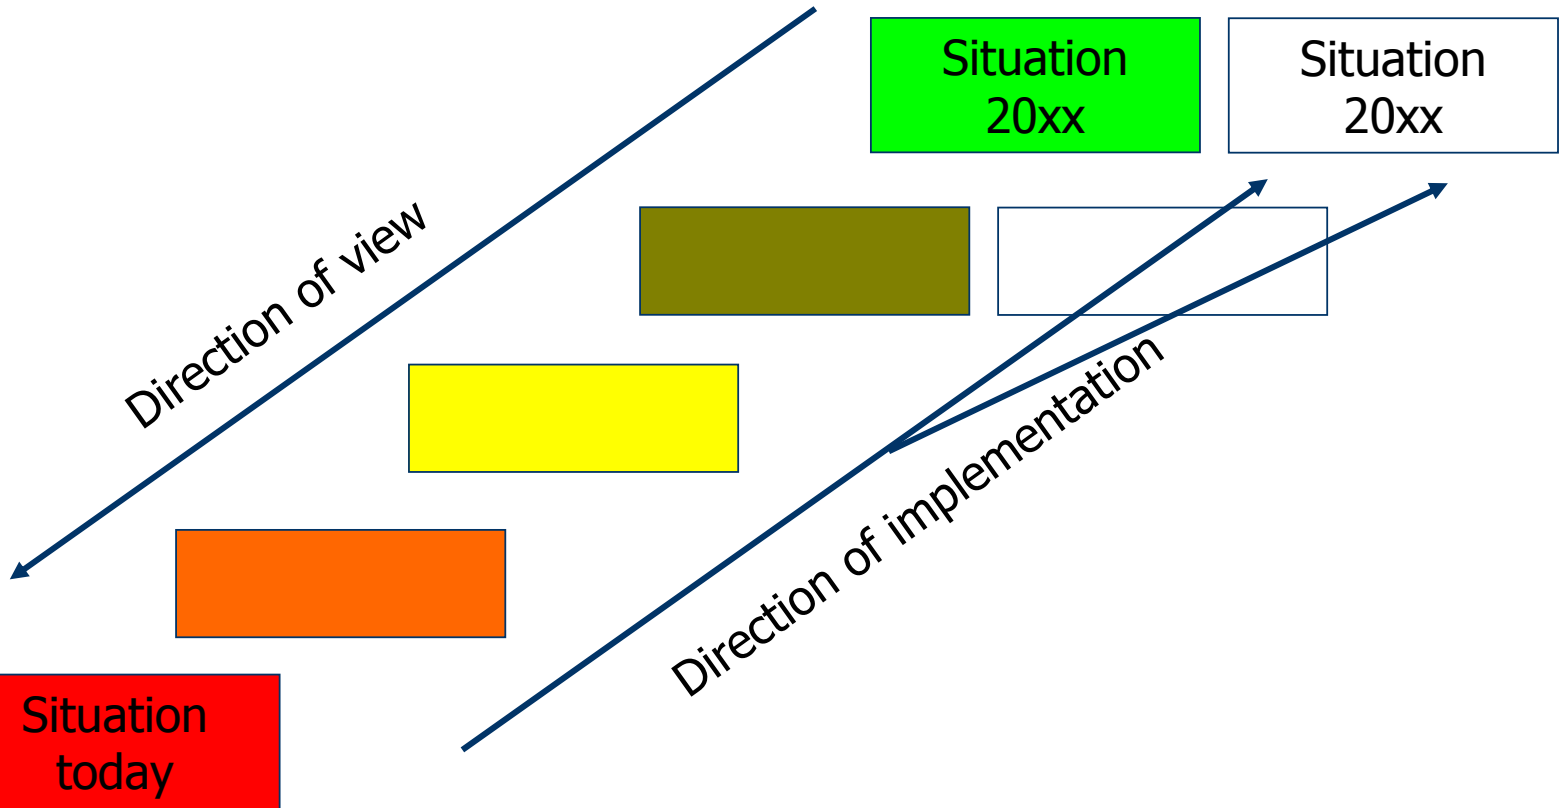 Situation
20xx
Situation
20xx
Direction of view
Direction of implementation
Situation
today